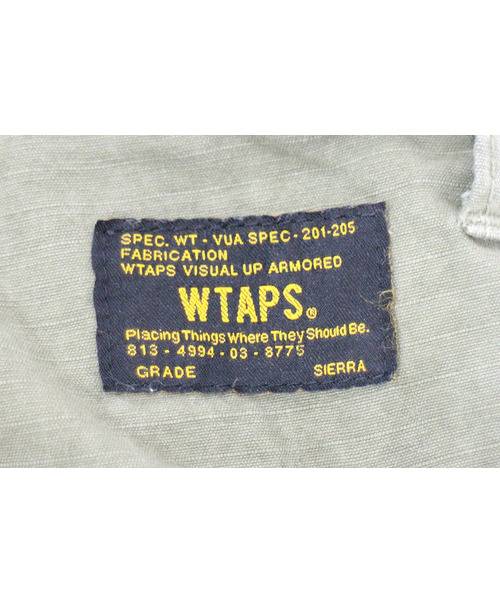 SPEC. WT - VUA SPEC - 201-205
FABRICATION
WTAPS VISUAL UP ARMORED
WTAPS®
Placing Things Where They Should Be.
813 - 4994 - 03 - 8775
GRADE SIERRA